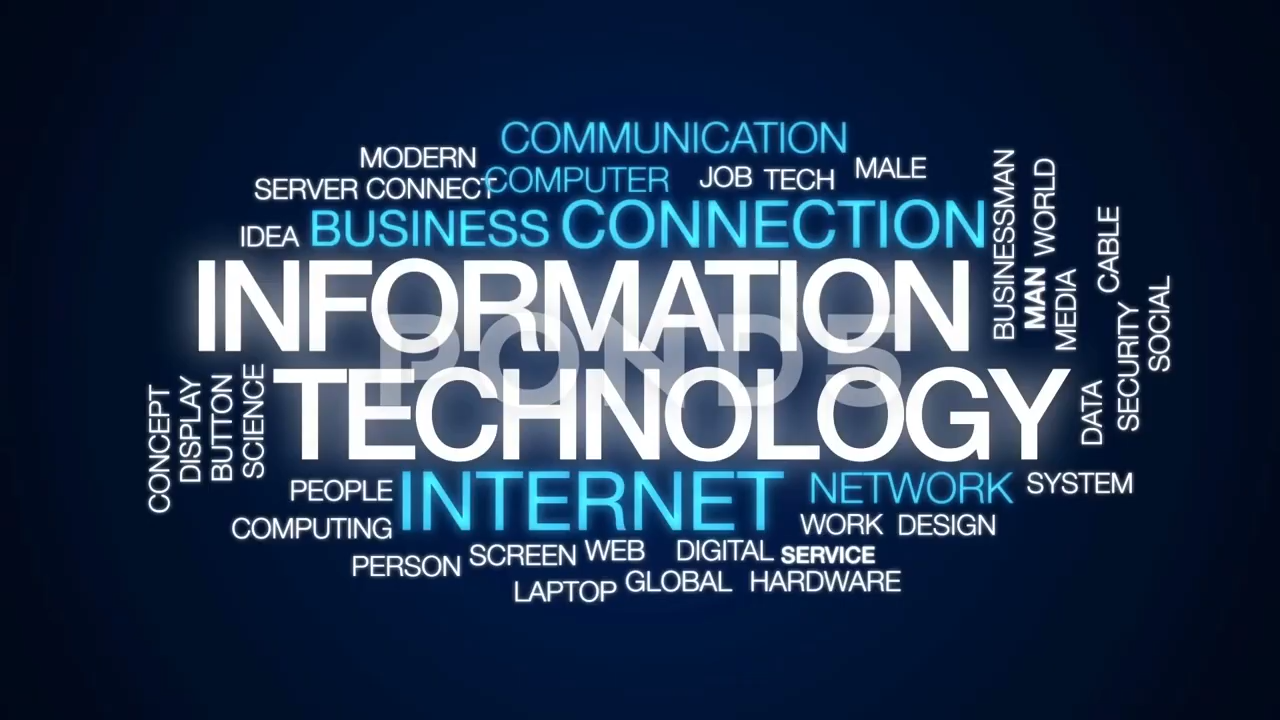 COMMUNICATION
MODERN
COMPUTER
JOB
TECH
MALE
SERVER
CONNECT
IDEA
BUSINESS
CONNECTION
INFORMATION
TECHNOLOGY
POND5
BUSINESSMAN
MAN
WORLD
MEDIA
CABLE
SECURITY
SOCIAL
DATA
CONCEPT
DISPLAY
BUTTON
SCIENCE
PEOPLE
INTERNET
NETWORK
SYSTEM
COMPUTING
WORK
DESIGN
PERSON
SCREEN
WEB
DIGITAL
SERVICE
LAPTOP
GLOBAL
HARDWARE